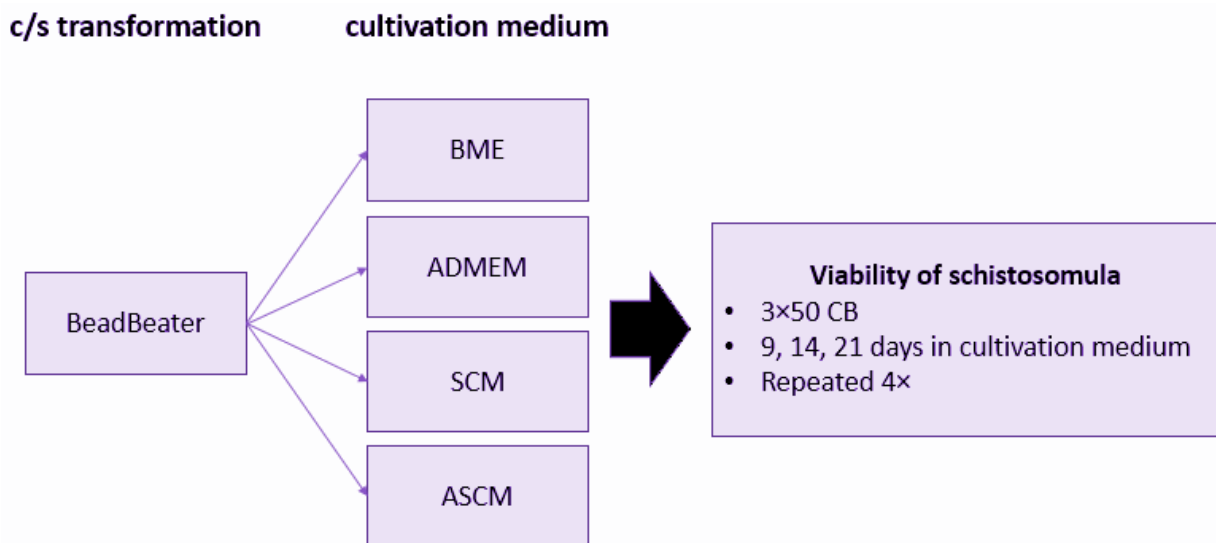 c/s transformation
cultivation medium
BeadBeater
BME
ADMEM
SCM
ASCM
Viability of schistosomula
• 3×50 CB
• 9, 14, 21 days in cultivation medium
• Repeated 4×